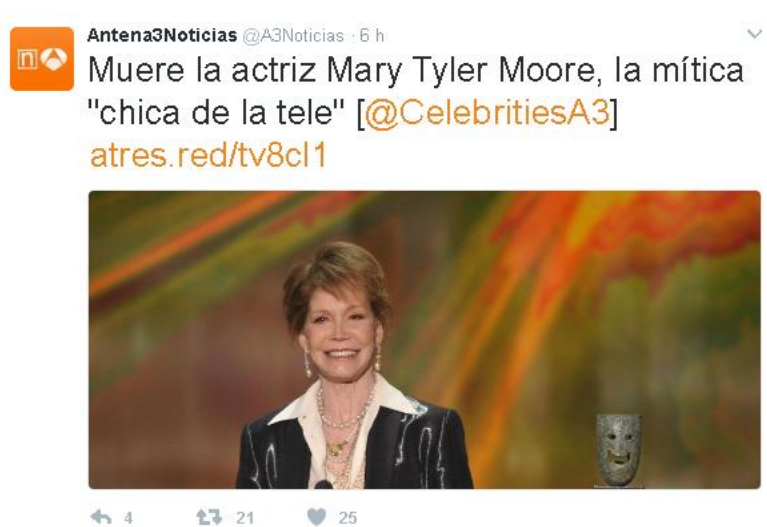 Antena3Noticias @A3Noticias · 6 h
Muere la actriz Mary Tyler Moore, la mítica
"chica de la tele" [@CelebritiesA3]
atres.red/tv8cl1
n
4 21 25